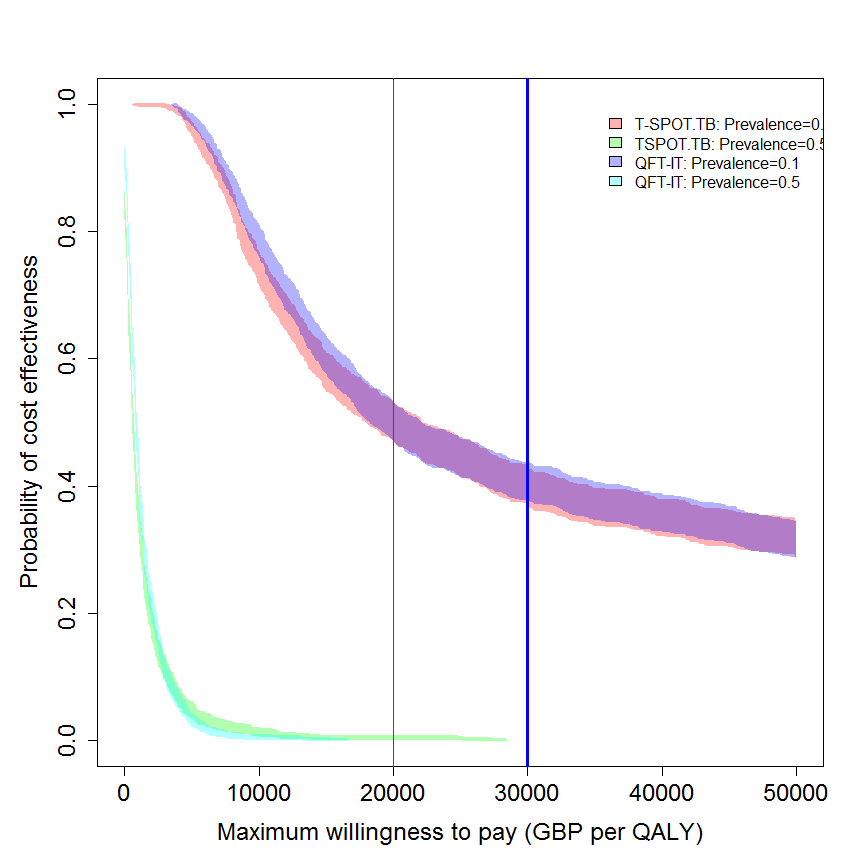 T-SPOT.TB: Prevalence=0.
TSPOT.TB: Prevalence=0.5
QFT-IT: Prevalence=0.1
QFT-IT: Prevalence=0.5
Probability of cost effectiveness
1.0
0.8
0.6
0.4
0.2
0.0
0 10000 20000 30000 40000 50000
Maximum willingness to pay (GBP per QALY)